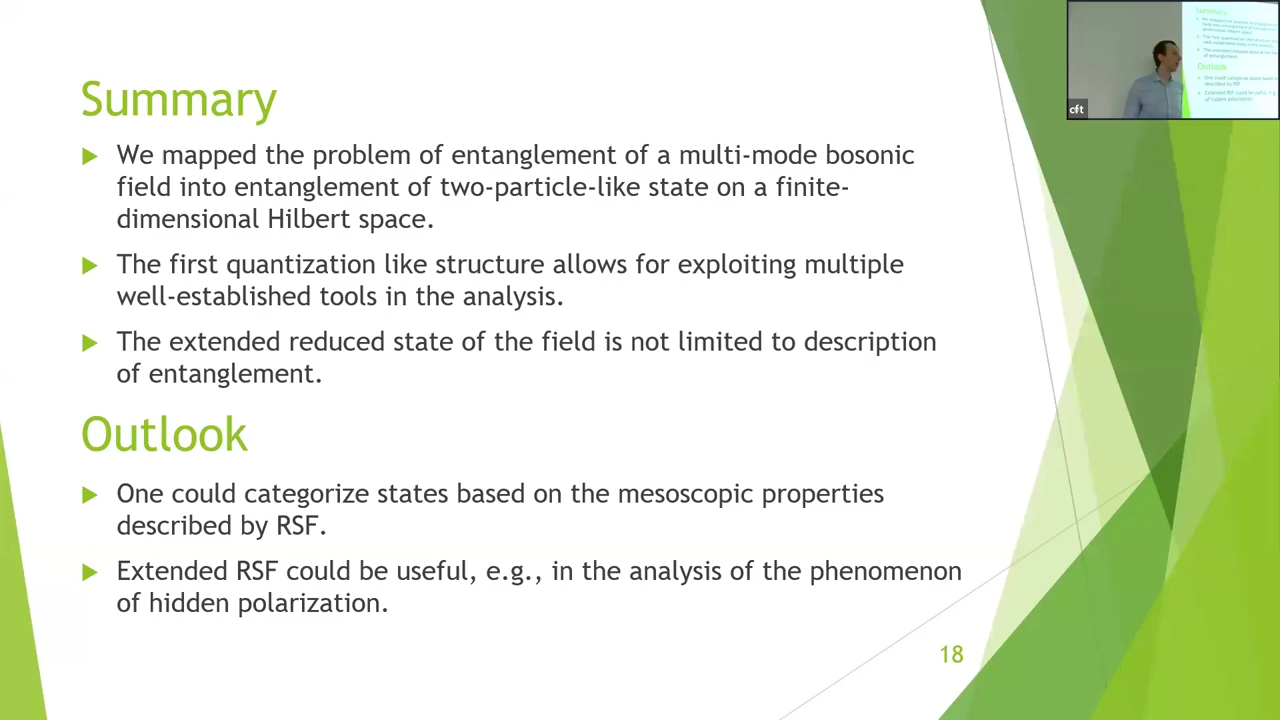 Summary
We mapped the problem of entanglement of a multi-mode bosonic
field into entanglement of two-particle-like state on a finite-
dimensional Hilbert space.
The first quantization like structure allows for exploiting multiple
well-established tools in the analysis.
The extended reduced state of the field is not limited to description
of entanglement.
Outlook
One could categorize states based on the mesoscopic properties
described by RSF.
Extended RSF could be useful, e.g., in the analysis of the phenomenon
of hidden polarization.
18
cft
Summary
Outlook